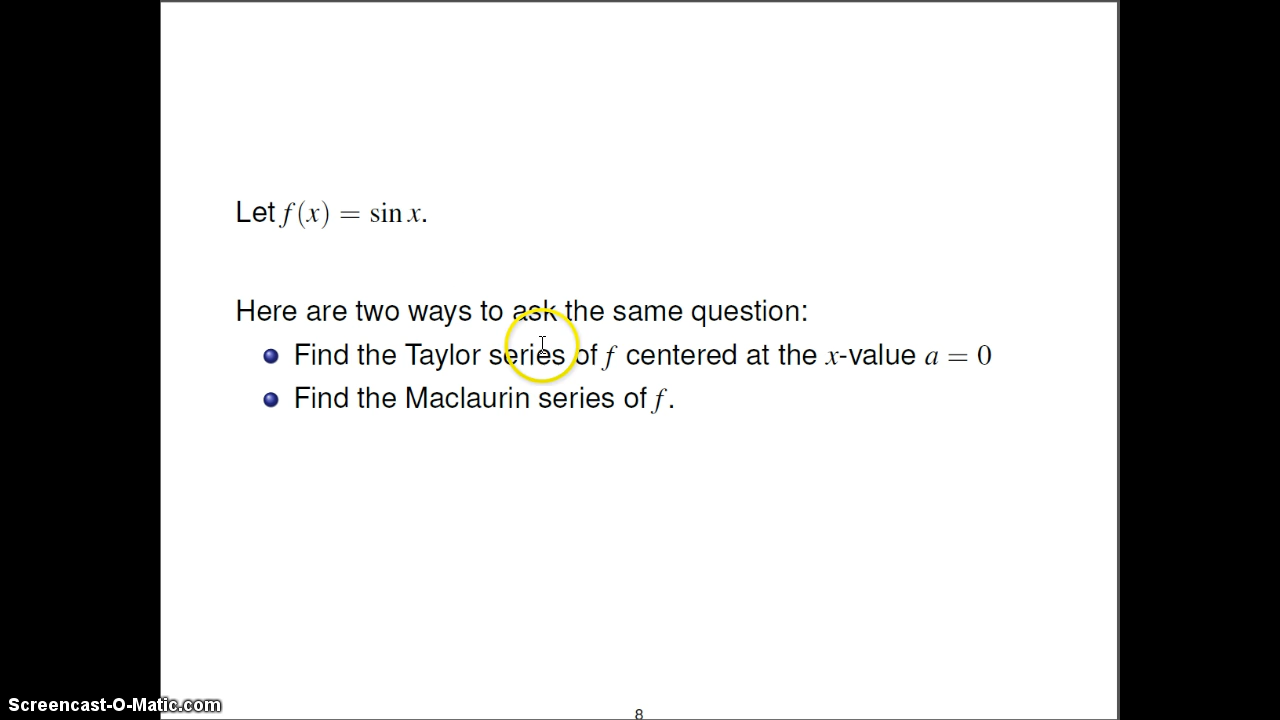 Let f(x) = sin x.
Here are two ways to ask the same question:
Find the Taylor series of f centered at the x-value a = 0
Find the Maclaurin series of f.
Screencast-O-Matic.com
8